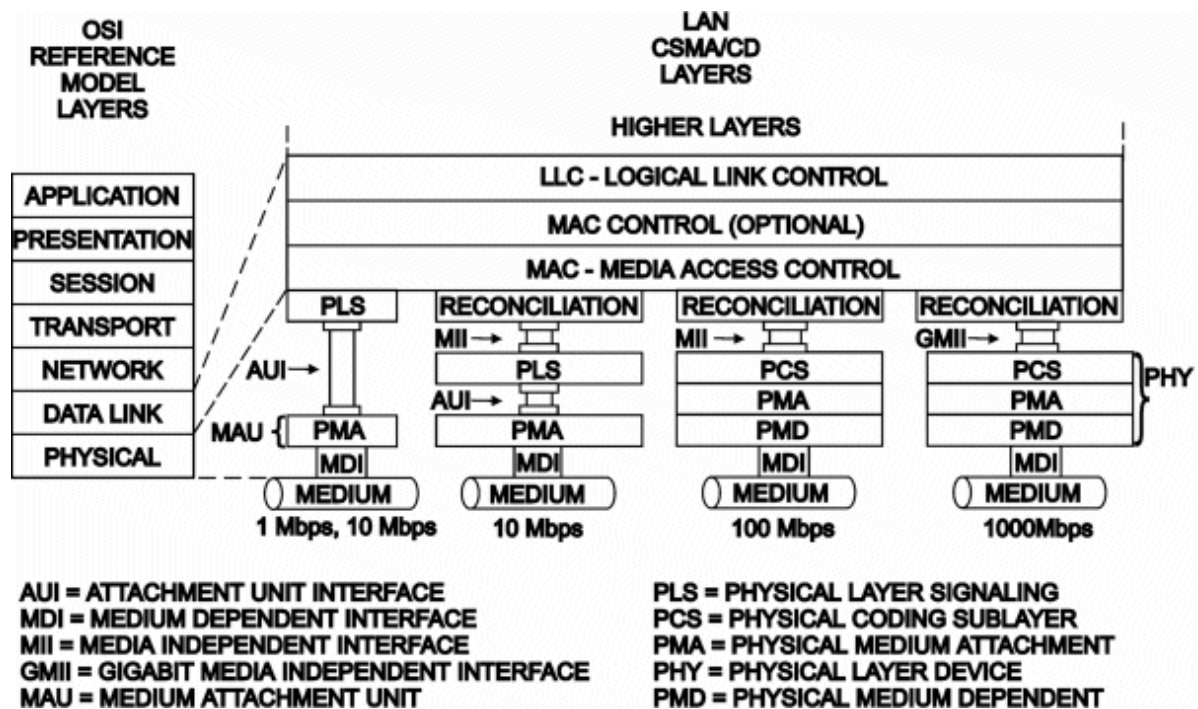 OSI
REFERENCE
MODEL
LAYERS
LAN
CSMA/CD
LAYERS
HIGHER LAYERS
APPLICATION
PRESENTATION
SESSION
TRANSPORT
NETWORK
DATA LINK
PHYSICAL
LLC - LOGICAL LINK CONTROL
MAC CONTROL (OPTIONAL)
MAC - MEDIA ACCESS CONTROL
PLS
AUI
MAU
PMA
MDI
MEDIUM
1 Mbps, 10 Mbps
RECONCILIATION
MII
PLS
AUI
PMA
MDI
MEDIUM
10 Mbps
RECONCILIATION
MII
PCS
PMA
PMD
MDI
MEDIUM
100 Mbps
RECONCILIATION
GMII
PCS
PMA
PMD
PHY
MDI
MEDIUM
1000Mbps
AUI = ATTACHMENT UNIT INTERFACE
MDI = MEDIUM DEPENDENT INTERFACE
MII = MEDIA INDEPENDENT INTERFACE
GMII = GIGABIT MEDIA INDEPENDENT INTERFACE
MAU = MEDIUM ATTACHMENT UNIT
PLS = PHYSICAL LAYER SIGNALING
PCS = PHYSICAL CODING SUBLAYER
PMA = PHYSICAL MEDIUM ATTACHMENT
PHY = PHYSICAL LAYER DEVICE
PMD = PHYSICAL MEDIUM DEPENDENT